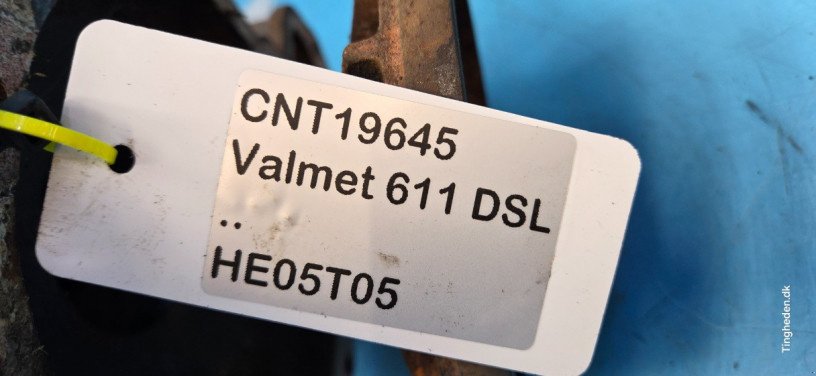 CNT19645
Valmet 611 DSL
..
HE05T05
Tingheden.dk